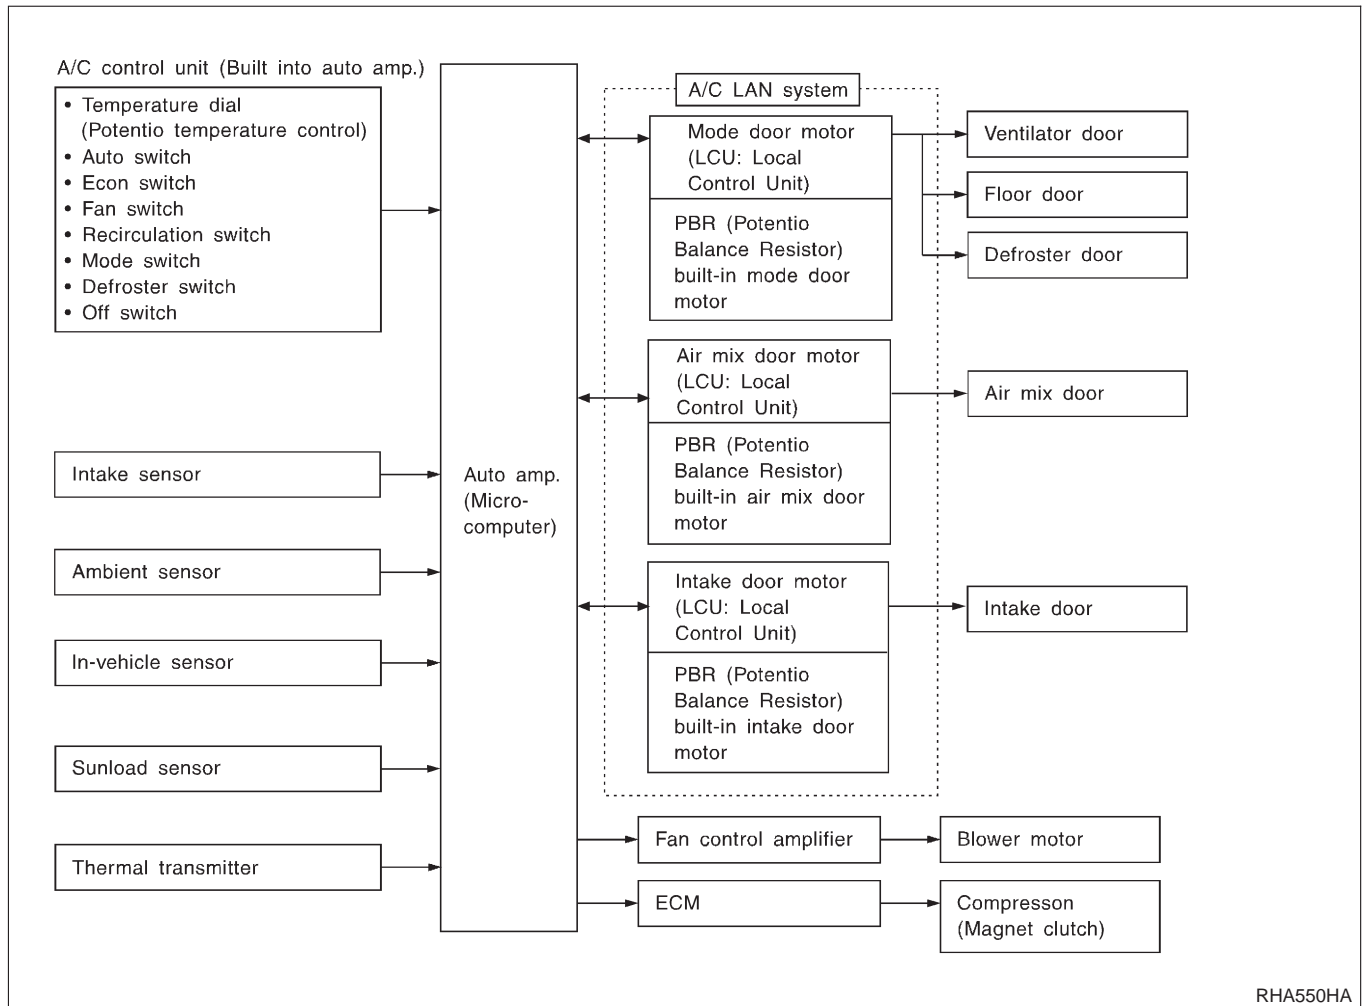 A/C control unit (Built into auto amp.)
• Temperature dial
(Potentio temperature control)
• Auto switch
• Econ switch
• Fan switch
• Recirculation switch
• Mode switch
• Defroster switch
• Off switch
Intake sensor
Ambient sensor
In-vehicle sensor
Sunload sensor
Thermal transmitter
Auto amp.
(Micro-
computer)
A/C LAN system
Mode door motor
(LCU: Local
Control Unit)
PBR (Potentio
Balance Resistor)
built-in mode door
motor
Air mix door motor
(LCU: Local
Control Unit)
PBR (Potentio
Balance Resistor)
built-in air mix door
motor
Intake door motor
(LCU: Local
Control Unit)
PBR (Potentio
Balance Resistor)
built-in intake door
motor
Ventilator door
Floor door
Defroster door
Air mix door
Intake door
Fan control amplifier
Blower motor
ECM
Compresson
(Magnet clutch)
RHA550HA